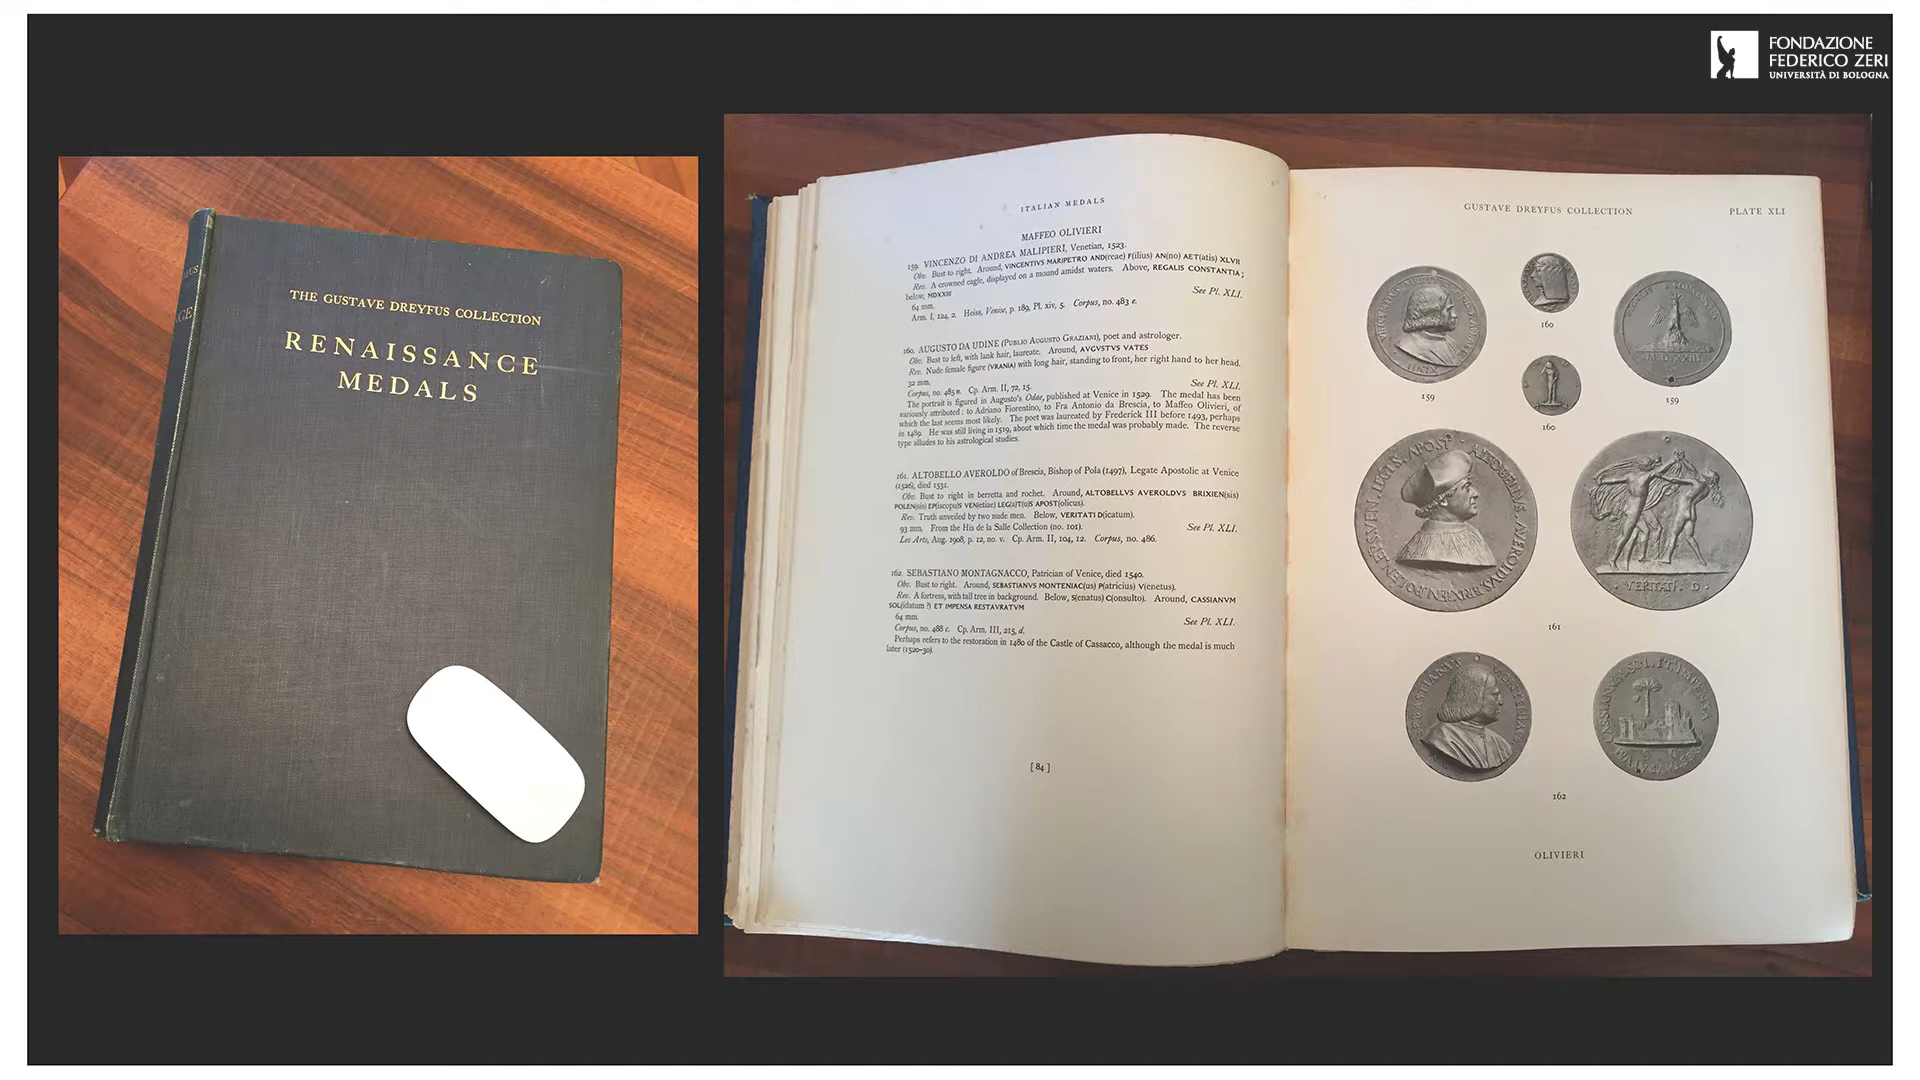 FONDAZIONE
FEDERICO ZERI
UNIVERSITÀ DI BOLOGNA
THE GUSTAVE DREYFUS COLLECTION
RENAISSANCE
MEDALS
ITALIAN MEDALS
MAFFEO OLIVIERI
159. VINCENZO DI ANDREA MALIPIERI, Venetian, 1523.
Obv. Bust to right. Around, VINCENTIVS MARIPETRO AND(reae) F(ilius) AN(no) AET(atis) XLVII
Rev. A crowned eagle, displayed on a mound amidst waters. Above, REGALIS CONSTANTIA;
below, MDXXIII
64 mm. See Pl. XLI.
Arm. I, 124, 2. Heiss, Venise, p. 189, Pl. xiv, 5. Corpus, no. 483 e.
160. AUGUSTO DA UDINE (PUBLIO AUGUSTO GRAZIANI), poet and astrologer.
Obv. Bust to left, with lank hair, laureate. Around, AVGVSTVS VATES
Rev. Nude female figure (VRANIA) with long hair, standing to front, her right hand to her head.
32 mm. See Pl. XLI.
Corpus, no. 485 n. Cp. Arm. II, 72, 15.
The portrait is figured in Augusto's Odae, published at Venice in 1529. The medal has been
variously attributed: to Adriano Fiorentino, to Fra Antonio da Brescia, to Maffeo Olivieri, of
which the last seems most likely. The poet was laureated by Frederick III before 1493, perhaps
in 1489. He was still living in 1519, about which time the medal was probably made. The reverse
type alludes to his astrological studies.
161. ALTOBELLO AVEROLDO of Brescia, Bishop of Pola (1497), Legate Apostolic at Venice
(1526), died 1531.
Obv. Bust to right in berretta and rochet. Around, ALTOBELLVS AVEROLDVS BRIXIEN(sis)
POLEN(sis) EP(iscopu)S VEN(etiae) LEG(a)T(u)S APOST(olicus).
Rev. Truth unveiled by two nude men. Below, VERITATI D(icatum).
93 mm. From the His de la Salle Collection (no. 101). See Pl. XLI.
Les Arts, Aug. 1908, p. 12, no. v. Cp. Arm. II, 104, 12. Corpus, no. 486.
162. SEBASTIANO MONTAGNACCO, Patrician of Venice, died 1540.
Obv. Bust to right. Around, SEBASTIANVS MONTENIAC(us) P(atricius) V(enetus).
Rev. A fortress, with tall tree in background. Below, S(enatus) C(onsulto). Around, CASSIANVM
SOL(idatum ?) ET IMPENSA RESTAVRATVM
64 mm. See Pl. XLI.
Corpus, no. 488 c. Cp. Arm. III, 215, d.
Perhaps refers to the restoration in 1480 of the Castle of Cassacco, although the medal is much
later (1520-30).
[ 84 ]
GUSTAVE DREYFUS COLLECTION PLATE XLI
160
159
159
160
VERITATI · D ·
161
162
OLIVIERI